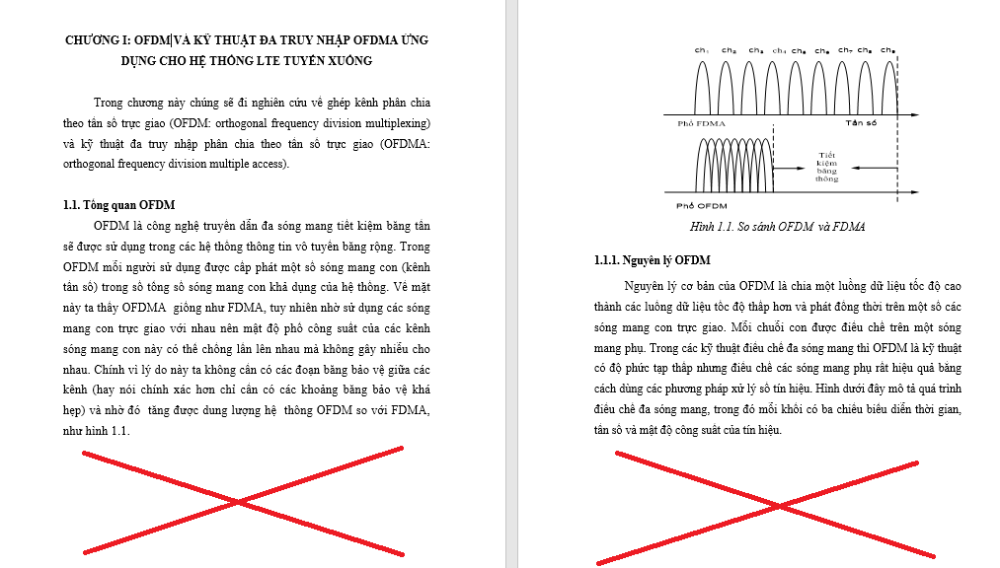 CHƯƠNG I: OFDM VÀ KỸ THUẬT ĐA TRUY NHẬP OFDMA ỨNG
DỤNG CHO HỆ THỐNG LTE TUYẾN XUỐNG
Trong chương này chúng sẽ đi nghiên cứu về ghép kênh phân chia
theo tần số trực giao (OFDM: orthogonal frequency division multiplexing)
và kỹ thuật đa truy nhập phân chia theo tần số trực giao (OFDMA:
orthogonal frequency division multiple access).
1.1. Tổng quan OFDM
OFDM là công nghệ truyền dẫn đa sóng mang tiết kiệm băng tần
sẽ được sử dụng trong các hệ thống thông tin vô tuyến băng rộng. Trong
OFDM mỗi người sử dụng được cấp phát một số sóng mang con (kênh
tần số) trong số tổng số sóng mang con khả dụng của hệ thống. Về mặt
này ta thấy OFDMA giống như FDMA, tuy nhiên nhờ sử dụng các sóng
mang con trực giao với nhau nên mật độ phổ công suất của các kênh
sóng mang con này có thể chồng lấn lên nhau mà không gây nhiễu cho
nhau. Chính vì lý do này ta không cần có các đoạn băng bảo vệ giữa các
kênh (hay nói chính xác hơn chỉ cần có các khoảng băng bảo vệ khá
hẹp) và nhờ đó tăng được dung lượng hệ thông OFDM so với FDMA,
như hình 1.1.
ch₁ ch₂ ch₃ ch₄ ch₅ ch₆ ch₇ ch₈ ch₉
Phổ FDMA Tần số
Tiết
kiệm
băng
thông
Phổ OFDM
Hình 1.1. So sánh OFDM và FDMA
1.1.1. Nguyên lý OFDM
Nguyên lý cơ bản của OFDM là chia một luồng dữ liệu tốc độ cao
thành các luồng dữ liệu tốc độ thấp hơn và phát đồng thời trên một số các
sóng mang con trực giao. Mỗi chuỗi con được điều chế trên một sóng
mang phụ. Trong các kỹ thuật điều chế đa sóng mang thì OFDM là kỹ thuật
có độ phức tạp thấp nhưng điều chế các sóng mang phụ rất hiệu quả bằng
cách dùng các phương pháp xử lý số tín hiệu. Hình dưới đây mô tả quá trình
điều chế đa sóng mang, trong đó mỗi khối có ba chiều biểu diễn thời gian,
tần số và mật độ công suất của tín hiệu.